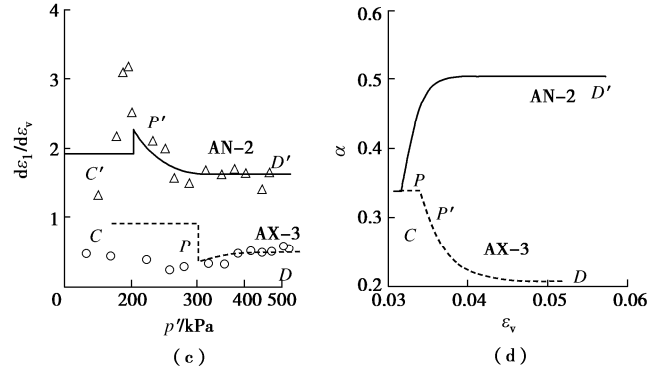 4
3
2
1
0
dε₁/dεᵥ
P′
AN-2
C′
D′
C
P
AX-3
D
0 200 300 400 500
p′/kPa
(c)
0.6
0.5
0.4
0.3
0.2
α
AN-2
D′
P
P′
C
AX-3
D
0.03 0.04 0.05 0.06
εᵥ
(d)